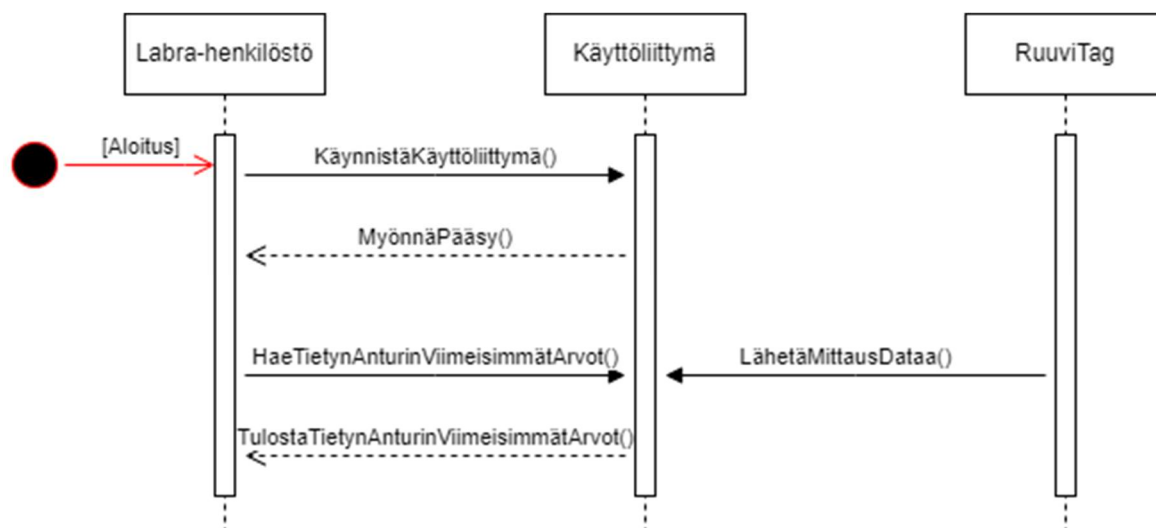 Labra-henkilöstö
Käyttöliittymä
RuuviTag
[Aloitus]
KäynnistäKäyttöliittymä()
MyönnäPääsy()
HaeTietynAnturinViimeisimmätArvot()
LähetäMittausDataa()
TulostaTietynAnturinViimeisimmätArvot()